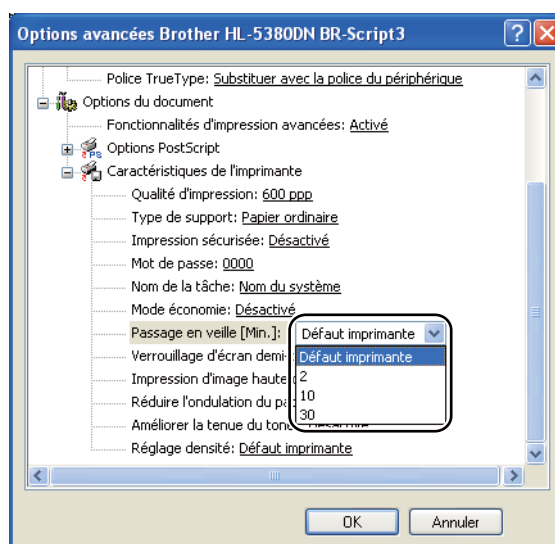 Options avancées Brother HL-5380DN BR-Script3
Police TrueType: Substituer avec la police du périphérique
Options du document
Fonctionnalités d'impression avancées: Activé
Options PostScript
Caractéristiques de l'imprimante
Qualité d'impression: 600 ppp
Type de support: Papier ordinaire
Impression sécurisée: Désactivé
Mot de passe: 0000
Nom de la tâche: Nom du système
Mode économie: Désactivé
Passage en veille [Min.]: Défaut imprimante
Verrouillage d'écran demi- Défaut imprimante
2
Impression d'image haute
10
Réduire l'ondulation du
30
Améliorer la tenue du
Réglage densité: Défaut imprimante
OK Annuler